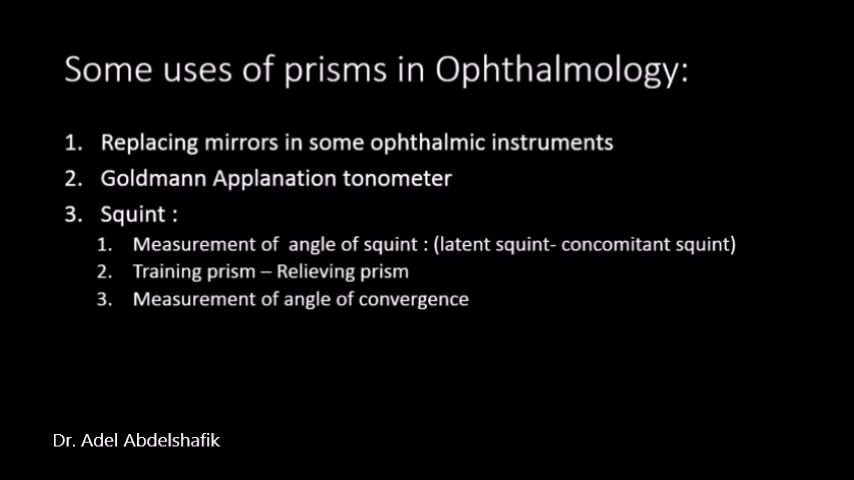 Some uses of prisms in Ophthalmology:
1. Replacing mirrors in some ophthalmic instruments
2. Goldmann Applanation tonometer
3. Squint :
1. Measurement of angle of squint : (latent squint- concomitant squint)
2. Training prism – Relieving prism
3. Measurement of angle of convergence
Dr. Adel Abdelshafik